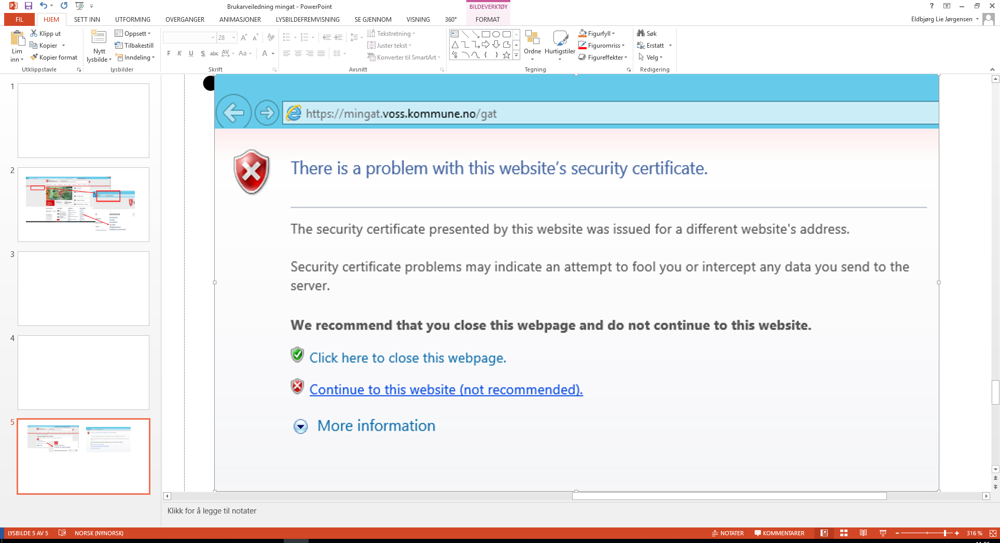 Brukarveiledning mingat - PowerPoint
BILDEVERKTØY
FIL HJEM SETT INN UTFORMING OVERGANGER ANIMASJONER LYSBILDEFREMVISNING SE GJENNOM VISNING 360° FORMAT
Eldbjørg Lie Jørgensen
Lim inn
Klipp ut
Kopier
Kopier format
Utklippstavle
Nytt lysbilde
Oppsett
Tilbakestill
Inndeling
Lysbilder
28
F K U S abc AV Aa A
Skrift
Tekstretning
Juster tekst
Konverter til SmartArt
Avsnitt
Ordne
Hurtigstiler
Figurfyll
Figuromriss
Figureffekter
Tegning
Søk
Erstatt
Velg
Redigering
1
2
3
4
5
https://mingat.voss.kommune.no/gat
There is a problem with this website's security certificate.
The security certificate presented by this website was issued for a different website's address.
Security certificate problems may indicate an attempt to fool you or intercept any data you send to the
server.
We recommend that you close this webpage and do not continue to this website.
Click here to close this webpage.
Continue to this website (not recommended).
More information
Klikk for å legge til notater
LYSBILDE 5 AV 5 NORSK (NYNORSK) NOTATER KOMMENTARER 316 %